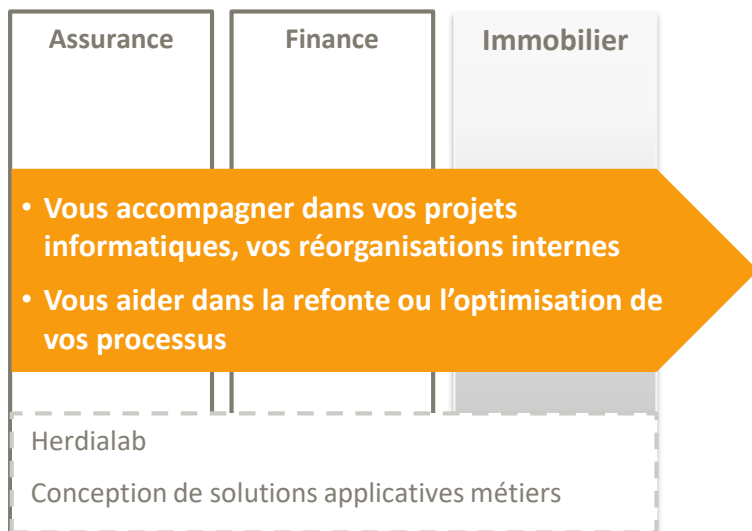 Assurance
Finance
Immobilier
• Vous accompagner dans vos projets
informatiques, vos réorganisations internes
• Vous aider dans la refonte ou l’optimisation de
vos processus
Herdialab
Conception de solutions applicatives métiers